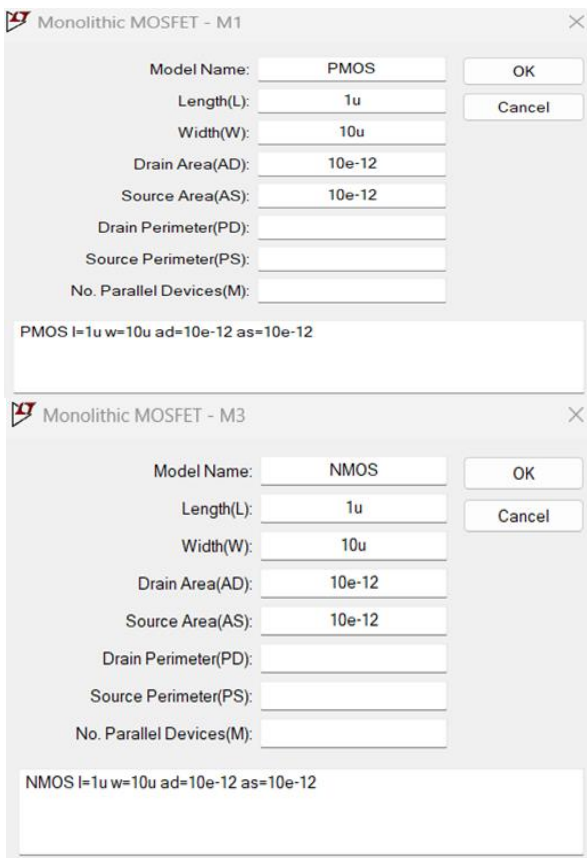 Monolithic MOSFET - M1
Model Name: PMOS OK
Length(L): 1u Cancel
Width(W): 10u
Drain Area(AD): 10e-12
Source Area(AS): 10e-12
Drain Perimeter(PD):
Source Perimeter(PS):
No. Parallel Devices(M):
PMOS l=1u w=10u ad=10e-12 as=10e-12
Monolithic MOSFET - M3
Model Name: NMOS OK
Length(L): 1u Cancel
Width(W): 10u
Drain Area(AD): 10e-12
Source Area(AS): 10e-12
Drain Perimeter(PD):
Source Perimeter(PS):
No. Parallel Devices(M):
NMOS l=1u w=10u ad=10e-12 as=10e-12